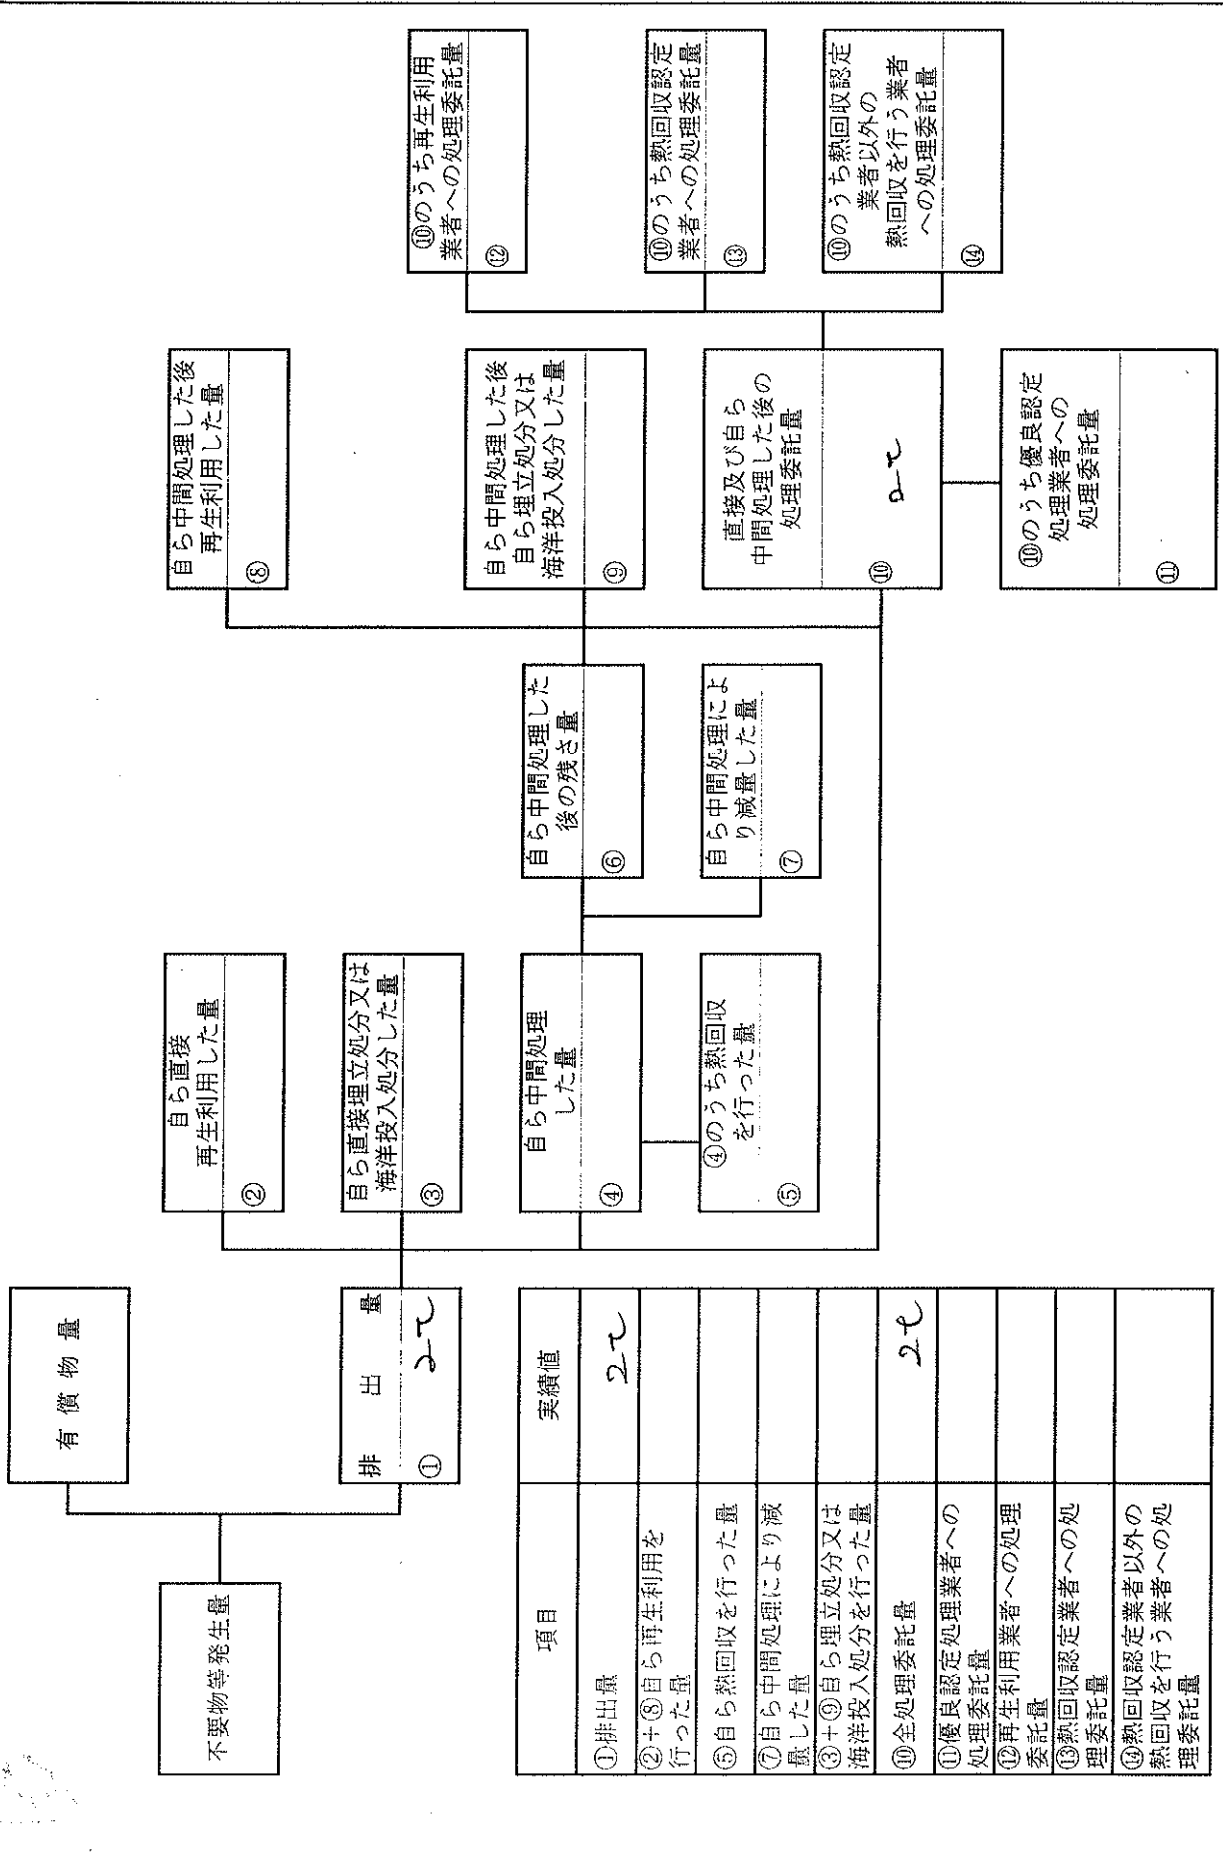 不要物等発生量
有償物量
排出量
①
2t
自ら直接
再生利用した量
②
自ら直接埋立処分又は
海洋投入処分した量
③
自ら中間処理
した量
④
④のうち熱回収
を行った量
⑤
自ら中間処理した
後の残さ量
⑥
自ら中間処理によ
り減量した量
⑦
自ら中間処理した後
再生利用した量
⑧
自ら中間処理した後
自ら埋立処分又は
海洋投入処分した量
⑨
直接及び自ら
中間処理した後の
処理委託量
⑩
2t
⑩のうち優良認定
処理業者への
処理委託量
⑪
⑩のうち再生利用
業者への処理委託量
⑫
⑩のうち熱回収認定
業者への処理委託量
⑬
⑩のうち熱回収認定
業者以外の
熱回収を行う業者
への処理委託量
⑭
項目 実績値
①排出量 2t
②+⑧自ら再生利用を
行った量
⑤自ら熱回収を行った量
⑦自ら中間処理により減
量した量
③+⑨自ら埋立処分又は
海洋投入処分を行った量
⑩全処理委託量 2t
⑪優良認定処理業者への
処理委託量
⑫再生利用業者への処理
委託量
⑬熱回収認定業者への処
理委託量
⑭熱回収認定業者以外の
熱回収を行う業者への処
理委託量